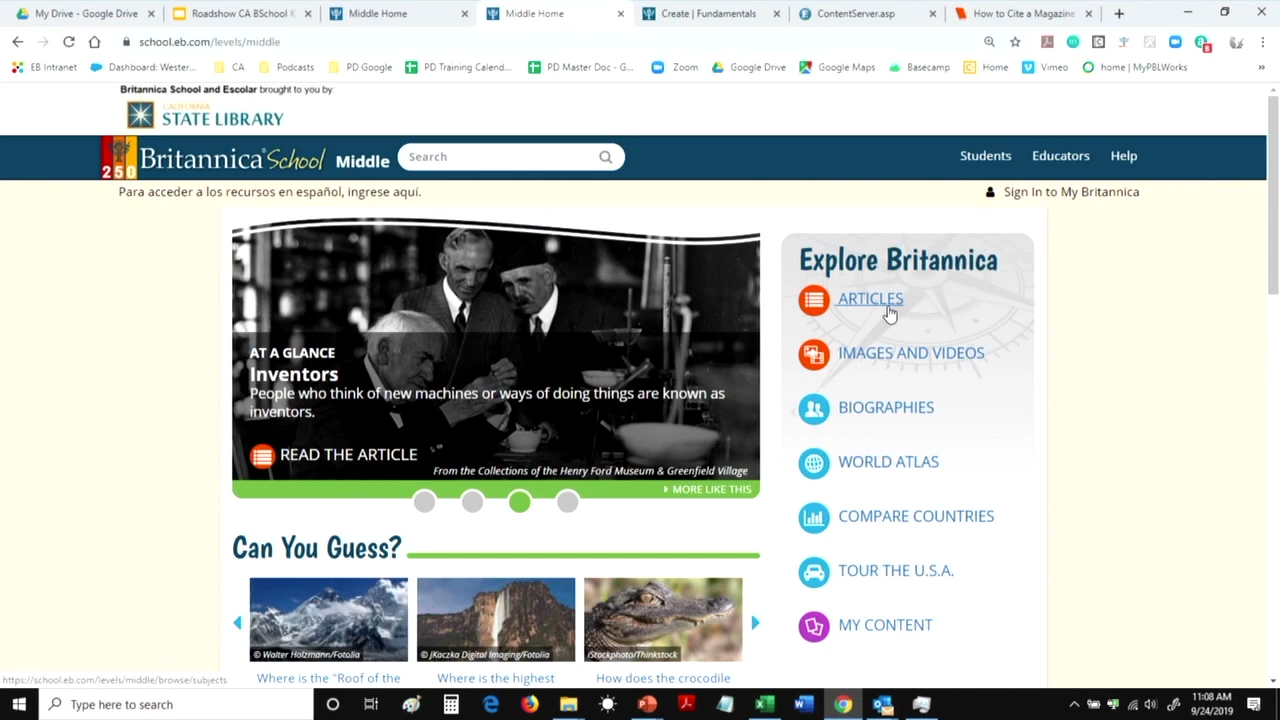 My Drive - Google Drive
Roadshow CA BSchool K
Middle Home
Middle Home
Create | Fundamentals
ContentServer.asp
How to Cite a Magazine
school.eb.com/levels/middle
EB Intranet
Dashboard: Wester...
CA
Podcasts
PD Google
PD Training Calend...
PD Master Doc - G...
Zoom
Google Drive
Google Maps
Basecamp
Home
Vimeo
home | MyPBLWorks
»
Britannica School and Escolar brought to you by
CALIFORNIA
STATE LIBRARY
250
Britannica School Middle
Search
Students
Educators
Help
Para acceder a los recursos en español, ingrese aquí.
Sign In to My Britannica
AT A GLANCE
Inventors
People who think of new machines or ways of doing things are known as
inventors.
READ THE ARTICLE
From the Collections of the Henry Ford Museum & Greenfield Village
MORE LIKE THIS
Explore Britannica
ARTICLES
IMAGES AND VIDEOS
BIOGRAPHIES
WORLD ATLAS
COMPARE COUNTRIES
TOUR THE U.S.A.
MY CONTENT
Can You Guess?
© Walter Holzmann/Fotolia
© JKaczka Digital Imaging/Fotolia
iStockphoto/Thinkstock
Where is the "Roof of the
Where is the highest
How does the crocodile
https://school.eb.com/levels/middle/browse/subjects
Type here to search
11:08 AM
9/24/2019